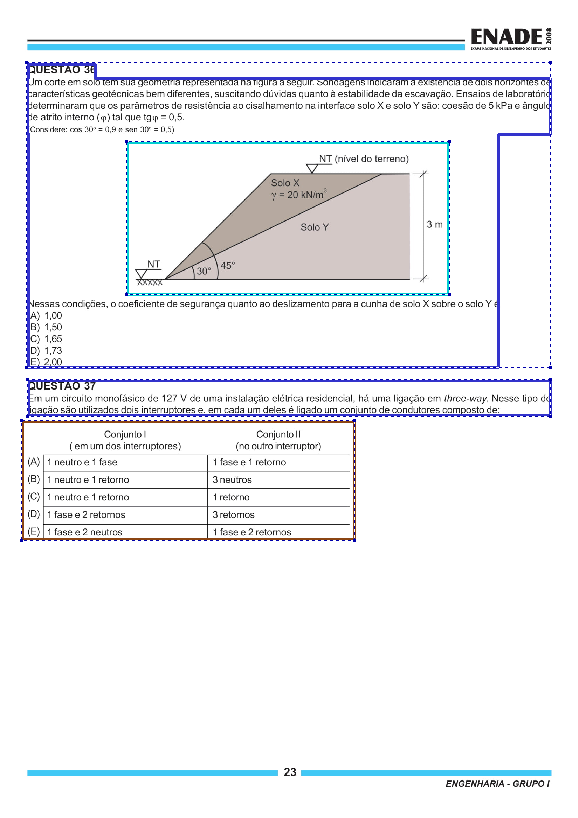 ENADE 2008
EXAME NACIONAL DE DESEMPENHO DOS ESTUDANTES
QUESTÃO 36
Um corte em solo tem sua geometria representada na figura a seguir. Sondagens indicaram a existência de dois horizontes de
características geotécnicas bem diferentes, suscitando dúvidas quanto à estabilidade da escavação. Ensaios de laboratório
determinaram que os parâmetros de resistência ao cisalhamento na interface solo X e solo Y são: coesão de 5 kPa e ângulo
de atrito interno (φ) tal que tgφ = 0,5.
(Considere: cos 30° = 0,9 e sen 30° = 0,5)
NT (nível do terreno)
Solo X
γ = 20 kN/m³
Solo Y
3 m
NT
30°
45°
Nessas condições, o coeficiente de segurança quanto ao deslizamento para a cunha de solo X sobre o solo Y é
(A) 1,00
(B) 1,50
(C) 1,65
(D) 1,73
(E) 2,00
QUESTÃO 37
Em um circuito monofásico de 127 V de uma instalação elétrica residencial, há uma ligação em three-way. Nesse tipo de
ligação são utilizados dois interruptores e, em cada um deles é ligado um conjunto de condutores composto de:
Conjunto I Conjunto II
( em um dos interruptores) (no outro interruptor)
(A) 1 neutro e 1 fase 1 fase e 1 retorno
(B) 1 neutro e 1 retorno 3 neutros
(C) 1 neutro e 1 retorno 1 retorno
(D) 1 fase e 2 retornos 3 retornos
(E) 1 fase e 2 neutros 1 fase e 2 retornos
23
ENGENHARIA - GRUPO I